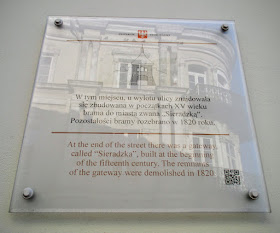 W tym miejscu, u wylotu ulicy znajdowała
się zbudowana w początkach XV wieku
brama do miasta zwana „Sieradzka”.
Pozostałości bramy rozebrano w 1820 roku.
At the end of the street there was a gateway,
called "Sieradzka", built at the beginning
of the fifteenth century. The remnants
of the gateway were demolished in 1820